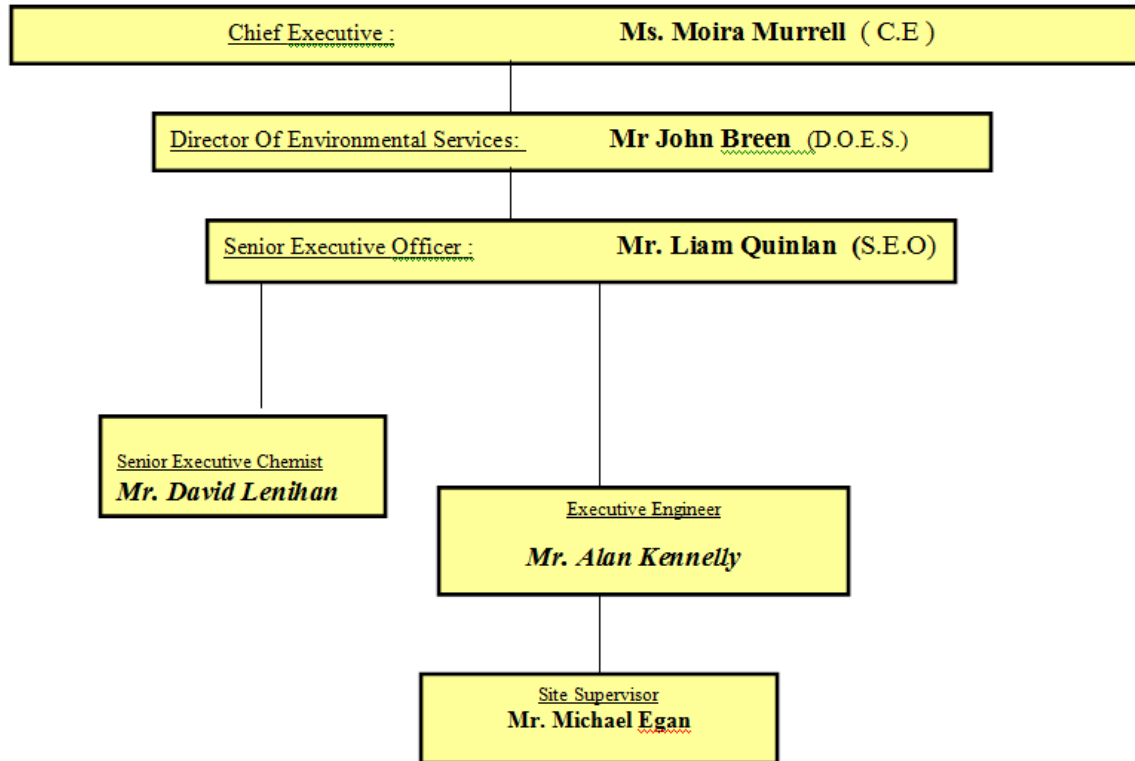 Chief Executive : Ms. Moira Murrell ( C.E )
Director Of Environmental Services: Mr John Breen (D.O.E.S.)
Senior Executive Officer : Mr. Liam Quinlan (S.E.O)
Senior Executive Chemist
Mr. David Lenihan
Executive Engineer
Mr. Alan Kennelly
Site Supervisor
Mr. Michael Egan